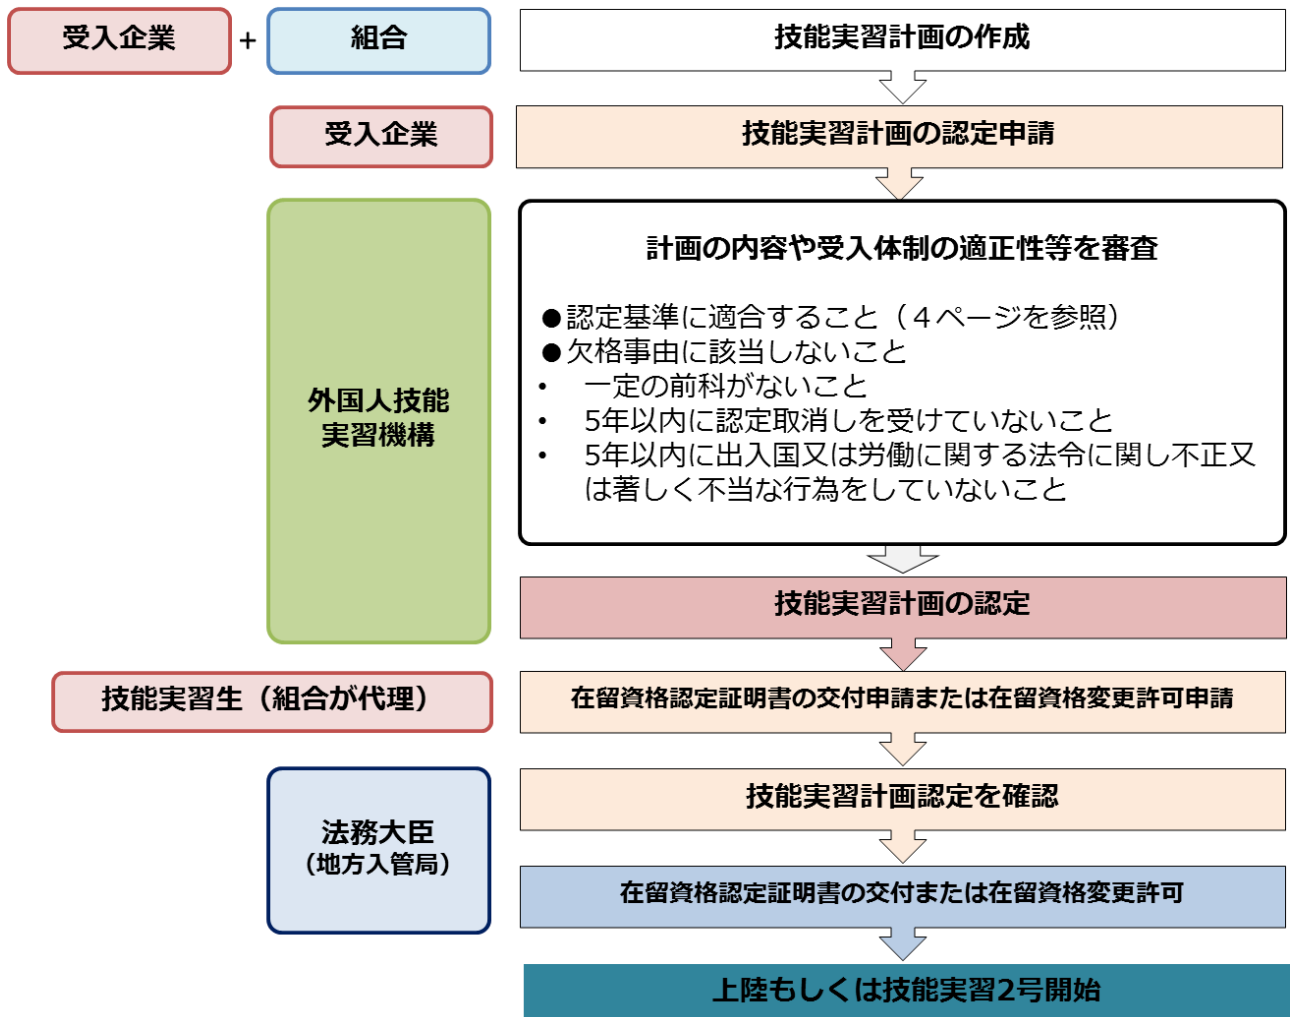 受入企業 + 組合 技能実習計画の作成
受入企業 技能実習計画の認定申請
外国人技能
実習機構
計画の内容や受入体制の適正性等を審査
●認定基準に適合すること（４ページを参照）
●欠格事由に該当しないこと
• 一定の前科がないこと
• 5年以内に認定取消しを受けていないこと
• 5年以内に出入国又は労働に関する法令に関し不正又
は著しく不当な行為をしていないこと
技能実習計画の認定
技能実習生（組合が代理） 在留資格認定証明書の交付申請または在留資格変更許可申請
法務大臣
（地方入管局）
技能実習計画認定を確認
在留資格認定証明書の交付または在留資格変更許可
上陸もしくは技能実習2号開始